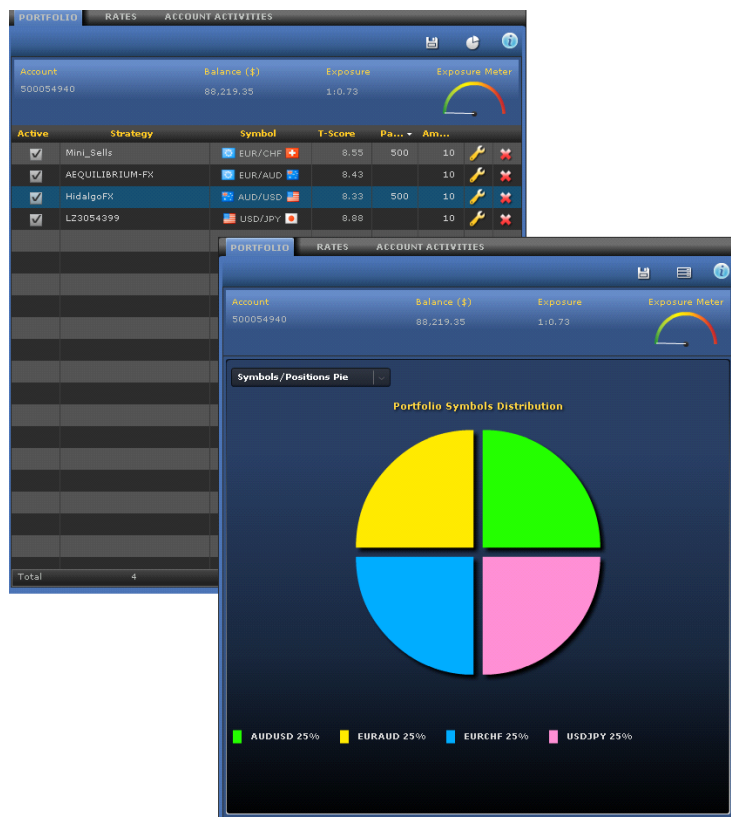 PORTFOLIO RATES ACCOUNT ACTIVITIES
Account Balance ($) Exposure Exposure Meter
500054940 88,219.35 1:0.73
Active Strategy Symbol T-Score Pa... Am...
Mini_Sells EUR/CHF 8.55 500 10
AEQUILIBRIUM-FX EUR/AUD 8.43 10
HidalgoFX AUD/USD 8.33 500 10
LZ3054399 USD/JPY 8.88 10
Total 4
PORTFOLIO RATES ACCOUNT ACTIVITIES
Account Balance ($) Exposure Exposure Meter
500054940 88,219.35 1:0.73
Symbols/Positions Pie
Portfolio Symbols Distribution
AUDUSD 25% EURAUD 25% EURCHF 25% USDJPY 25%